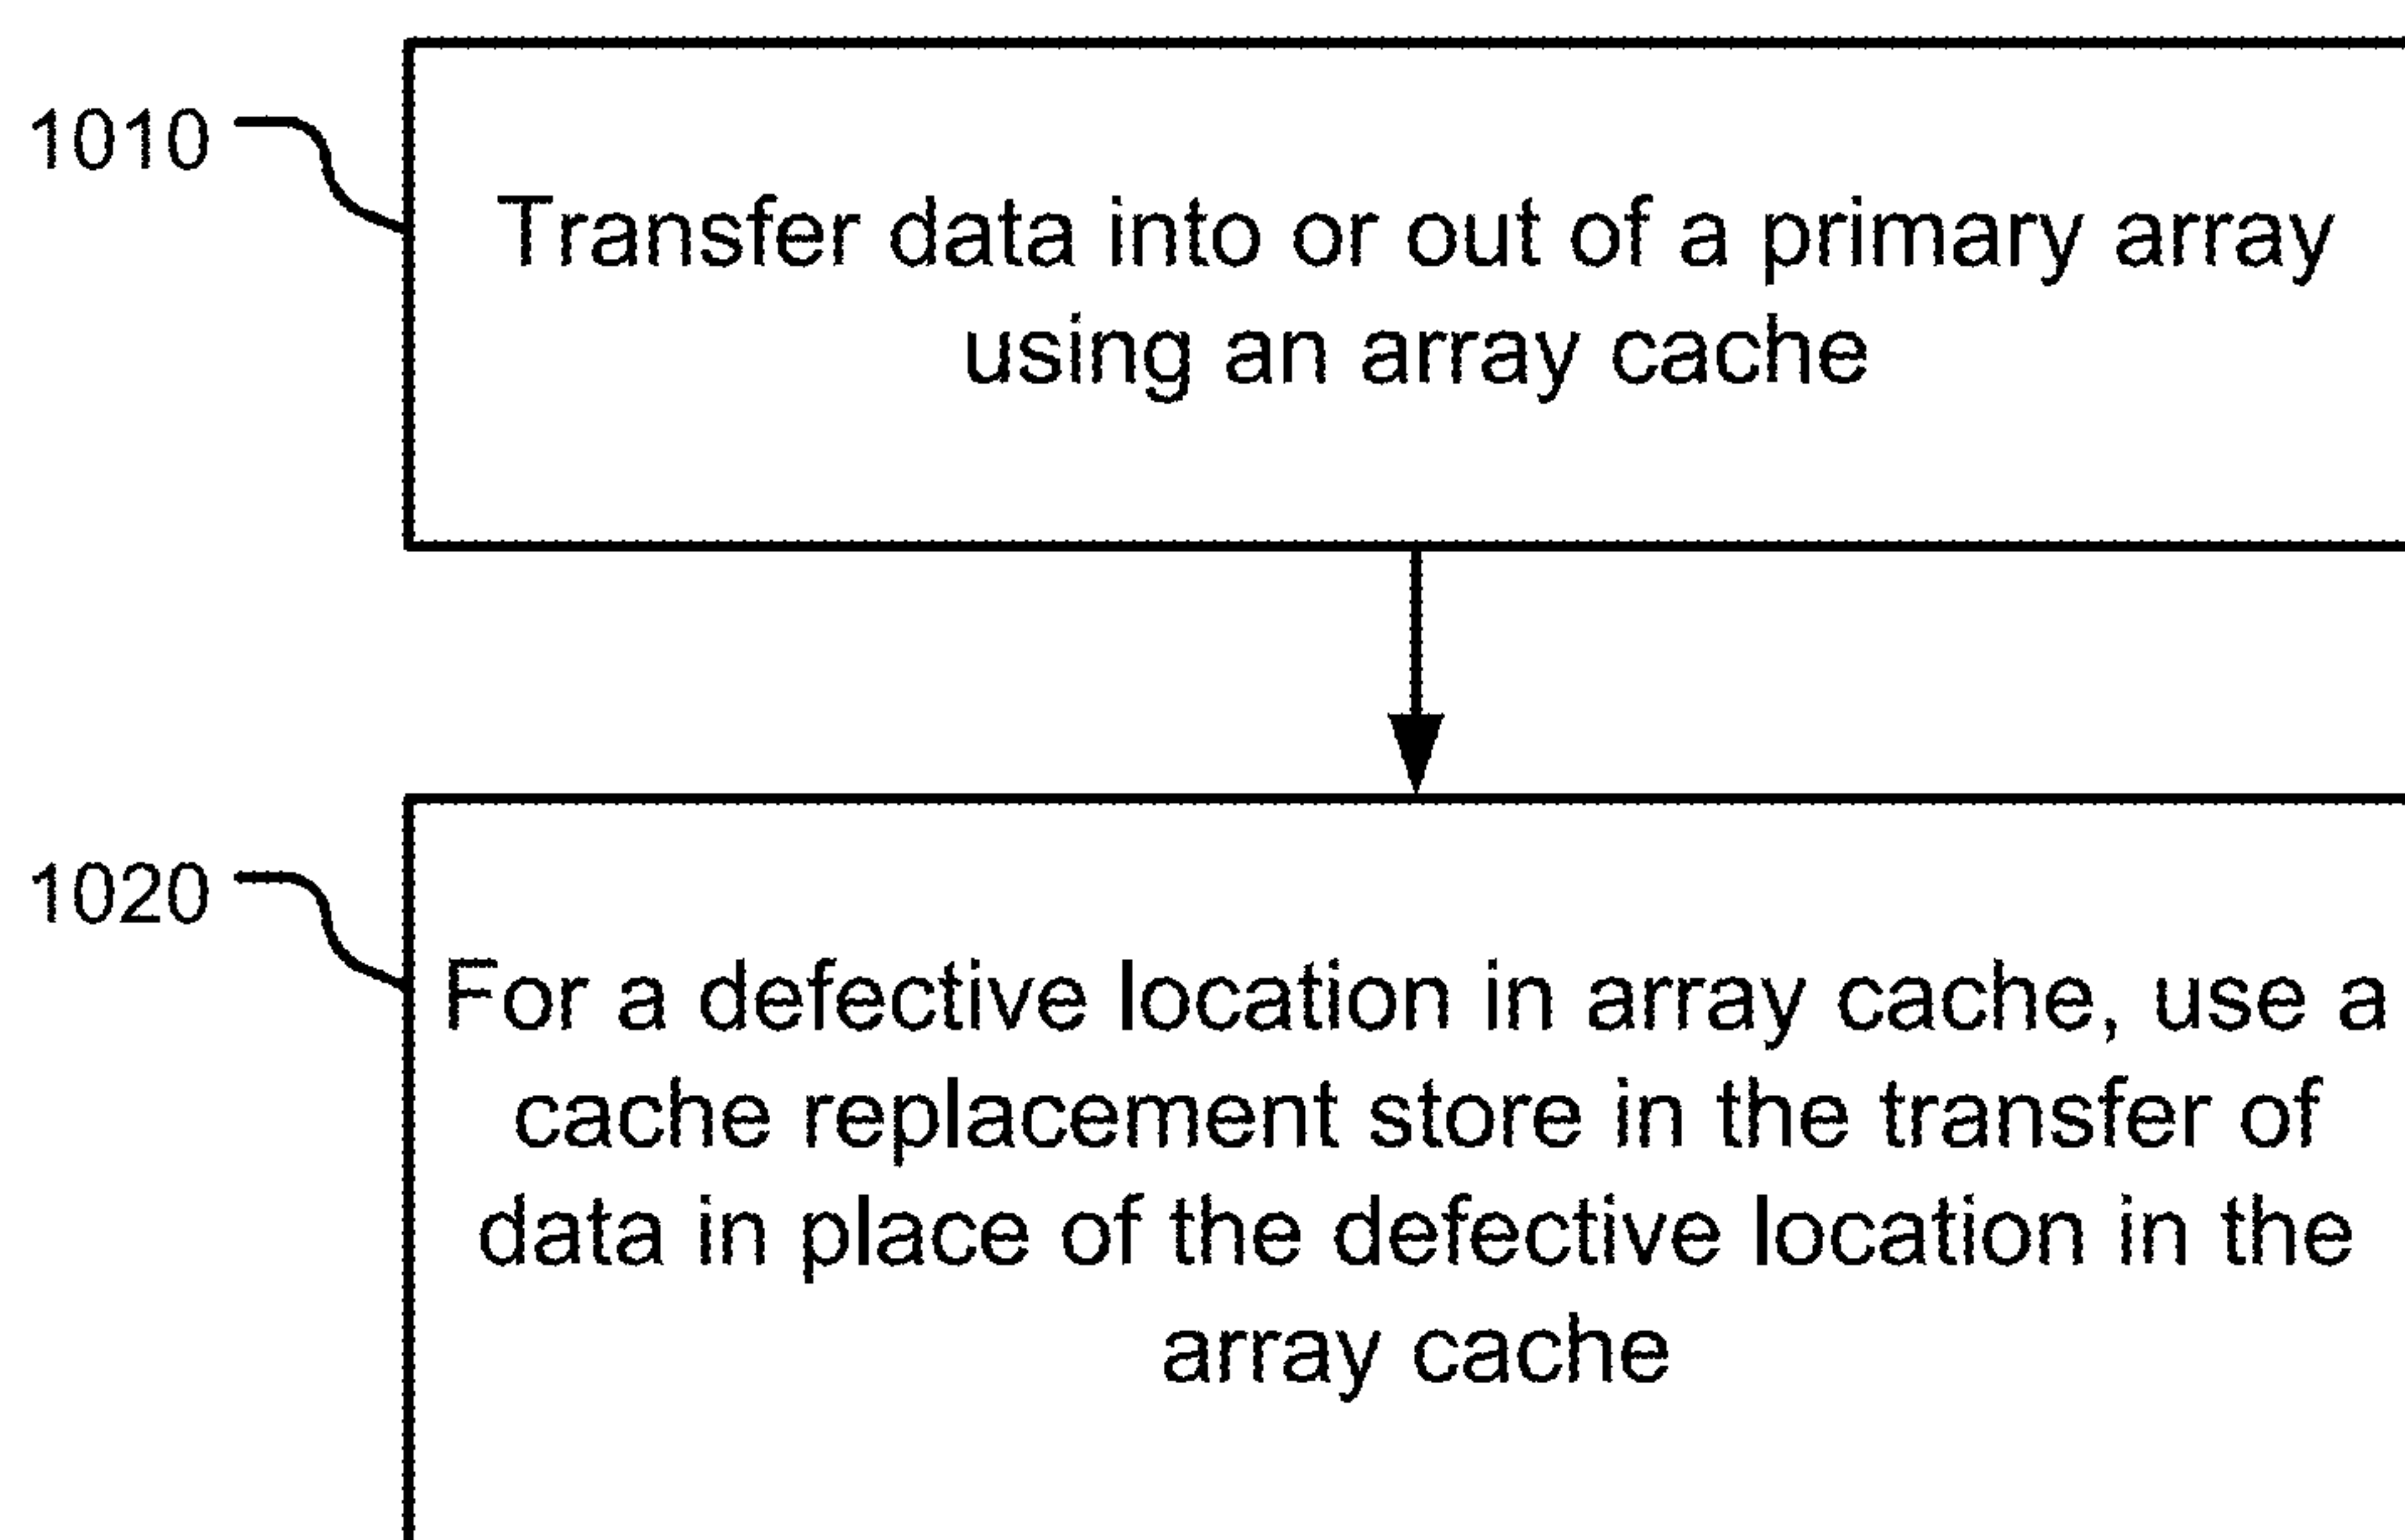 1010
Transfer data into or out of a primary array
using an array cache
1020
For a defective location in array cache, use a
cache replacement store in the transfer of
data in place of the defective location in the
array cache